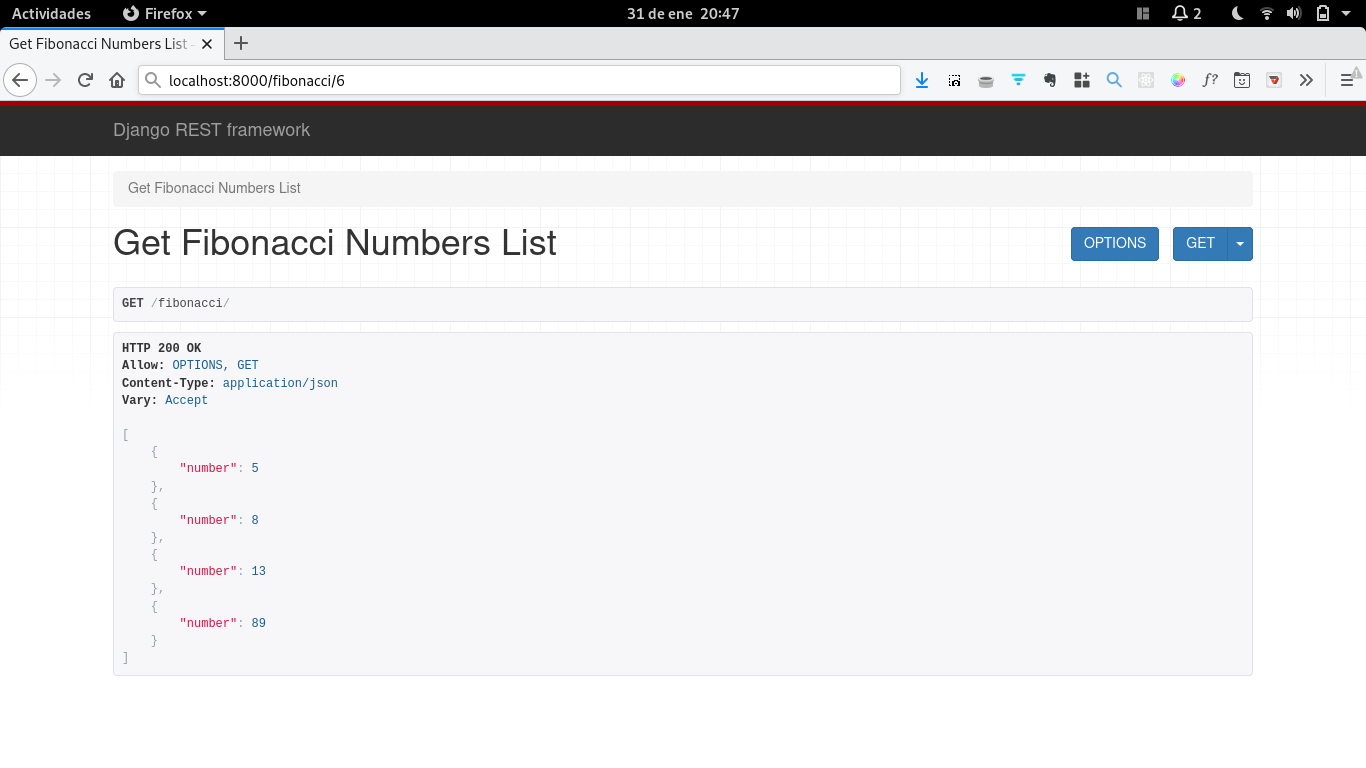 Actividades Firefox 31 de ene 20:47 2
Get Fibonacci Numbers List -
localhost:8000/fibonacci/6 f?
Django REST framework
Get Fibonacci Numbers List
Get Fibonacci Numbers List OPTIONS GET
GET /fibonacci/
HTTP 200 OK
Allow: OPTIONS, GET
Content-Type: application/json
Vary: Accept
[
{
"number": 5
},
{
"number": 8
},
{
"number": 13
},
{
"number": 89
}
]